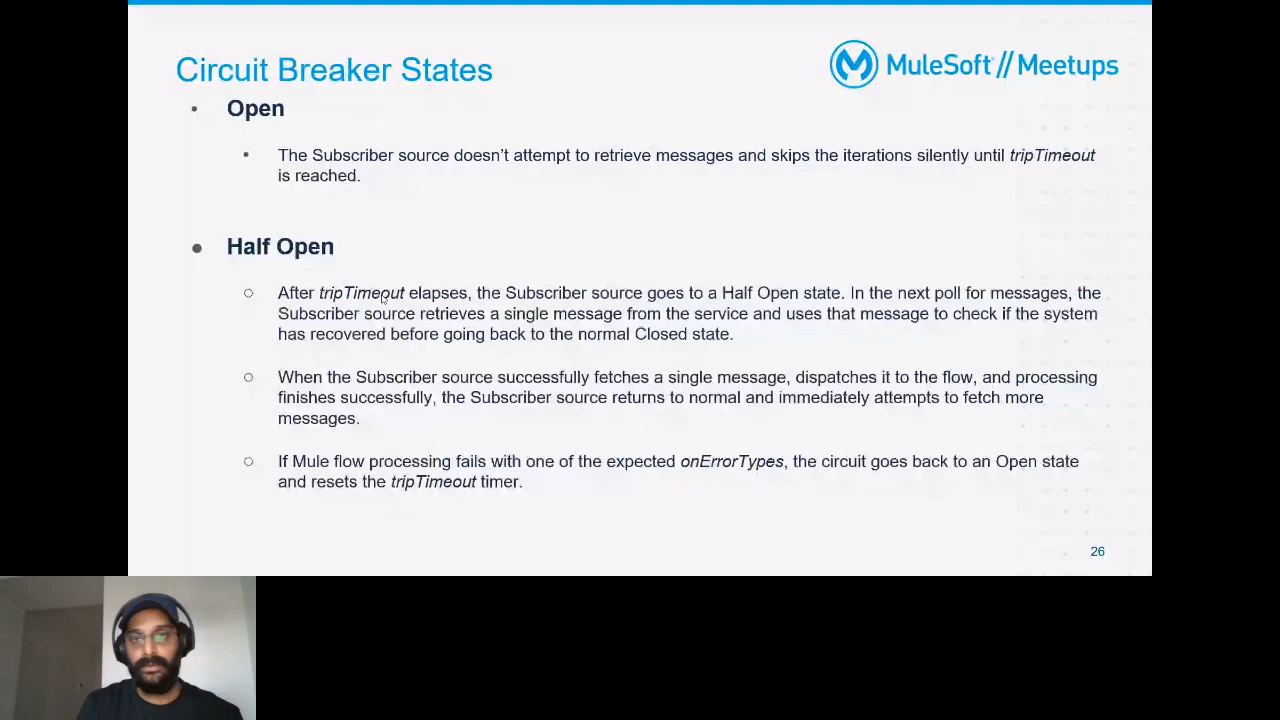 Circuit Breaker States
MuleSoft // Meetups
• Open
• The Subscriber source doesn’t attempt to retrieve messages and skips the iterations silently until tripTimeout
is reached.
● Half Open
○ After tripTimeout elapses, the Subscriber source goes to a Half Open state. In the next poll for messages, the
Subscriber source retrieves a single message from the service and uses that message to check if the system
has recovered before going back to the normal Closed state.
○ When the Subscriber source successfully fetches a single message, dispatches it to the flow, and processing
finishes successfully, the Subscriber source returns to normal and immediately attempts to fetch more
messages.
○ If Mule flow processing fails with one of the expected onErrorTypes, the circuit goes back to an Open state
and resets the tripTimeout timer.
26